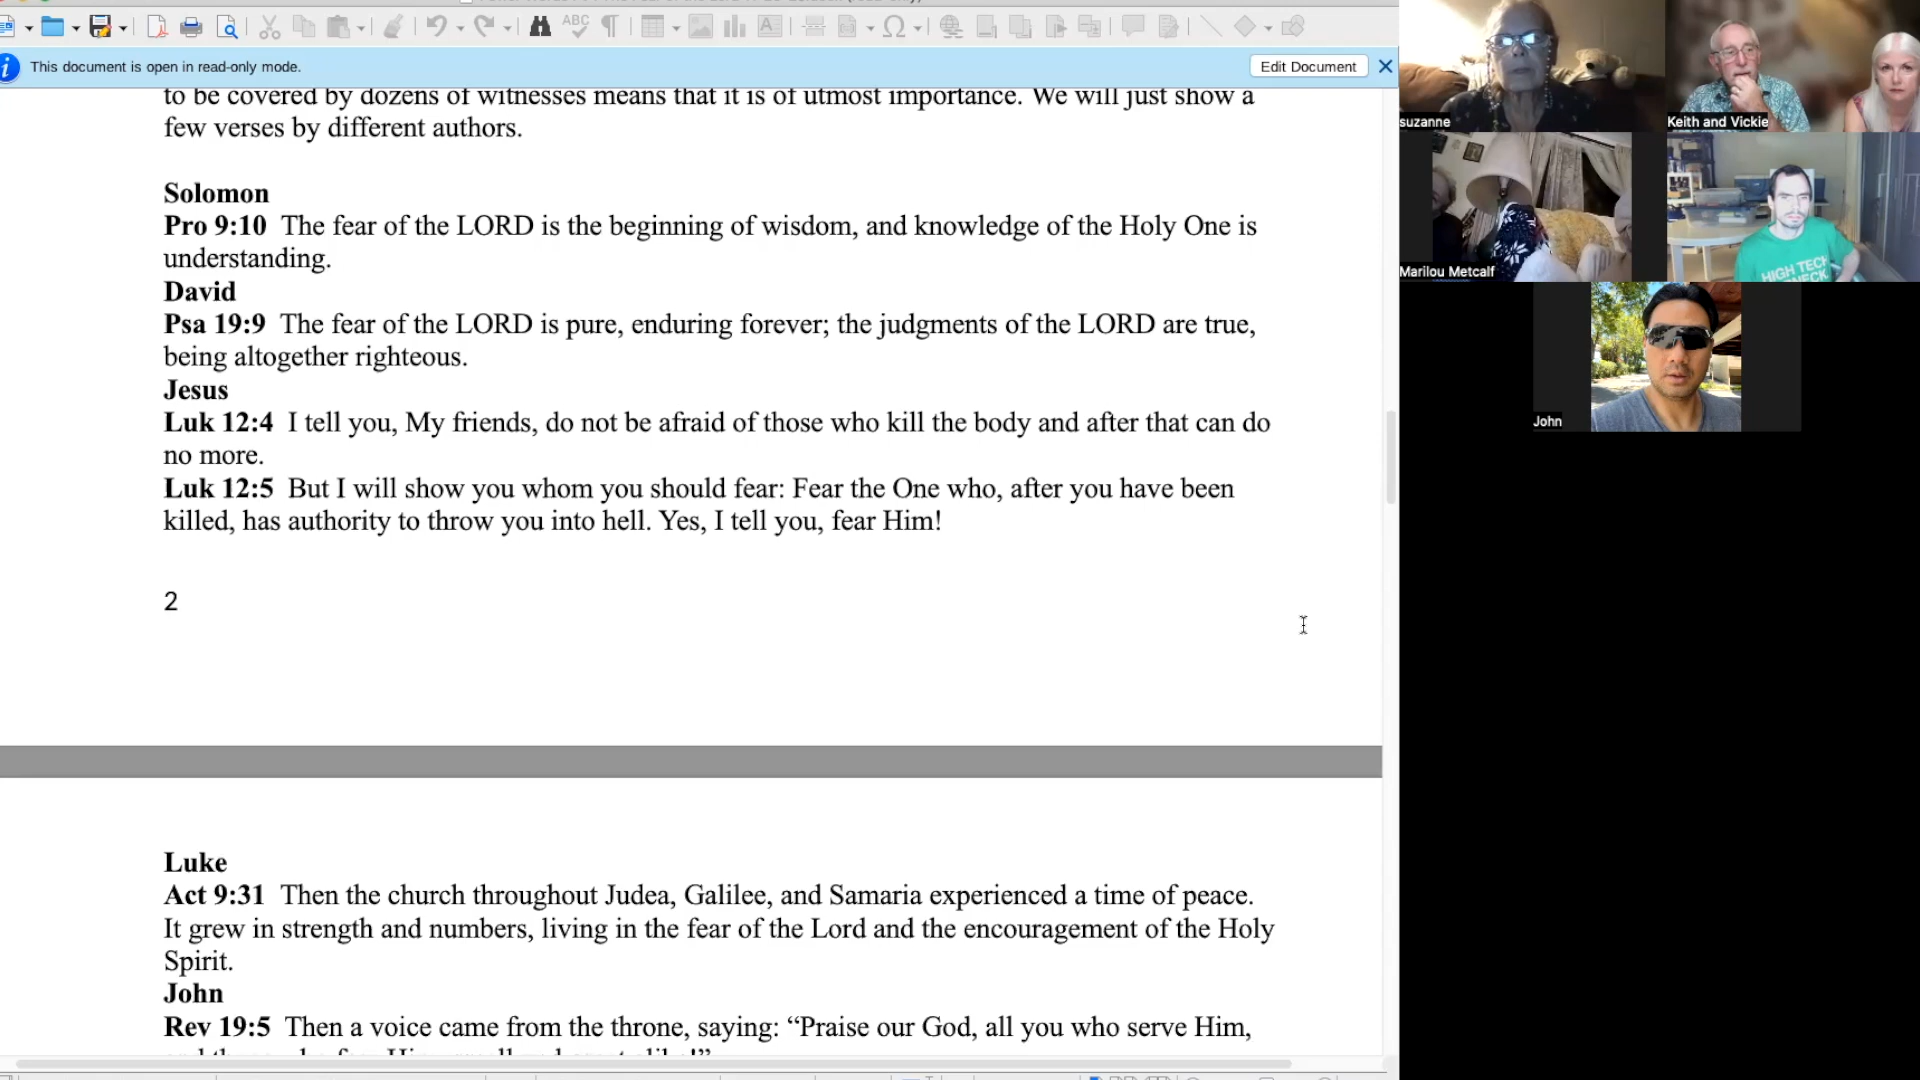 This document is open in read-only mode.
Edit Document
to be covered by dozens of witnesses means that it is of utmost importance. We will just show a
few verses by different authors.
Solomon
Pro 9:10 The fear of the LORD is the beginning of wisdom, and knowledge of the Holy One is
understanding.
David
Psa 19:9 The fear of the LORD is pure, enduring forever; the judgments of the LORD are true,
being altogether righteous.
Jesus
Luk 12:4 I tell you, My friends, do not be afraid of those who kill the body and after that can do
no more.
Luk 12:5 But I will show you whom you should fear: Fear the One who, after you have been
killed, has authority to throw you into hell. Yes, I tell you, fear Him!
2
Luke
Act 9:31 Then the church throughout Judea, Galilee, and Samaria experienced a time of peace.
It grew in strength and numbers, living in the fear of the Lord and the encouragement of the Holy
Spirit.
John
Rev 19:5 Then a voice came from the throne, saying: “Praise our God, all you who serve Him,
suzanne
Keith and Vickie
Marilou Metcalf
HIGH TECH
John